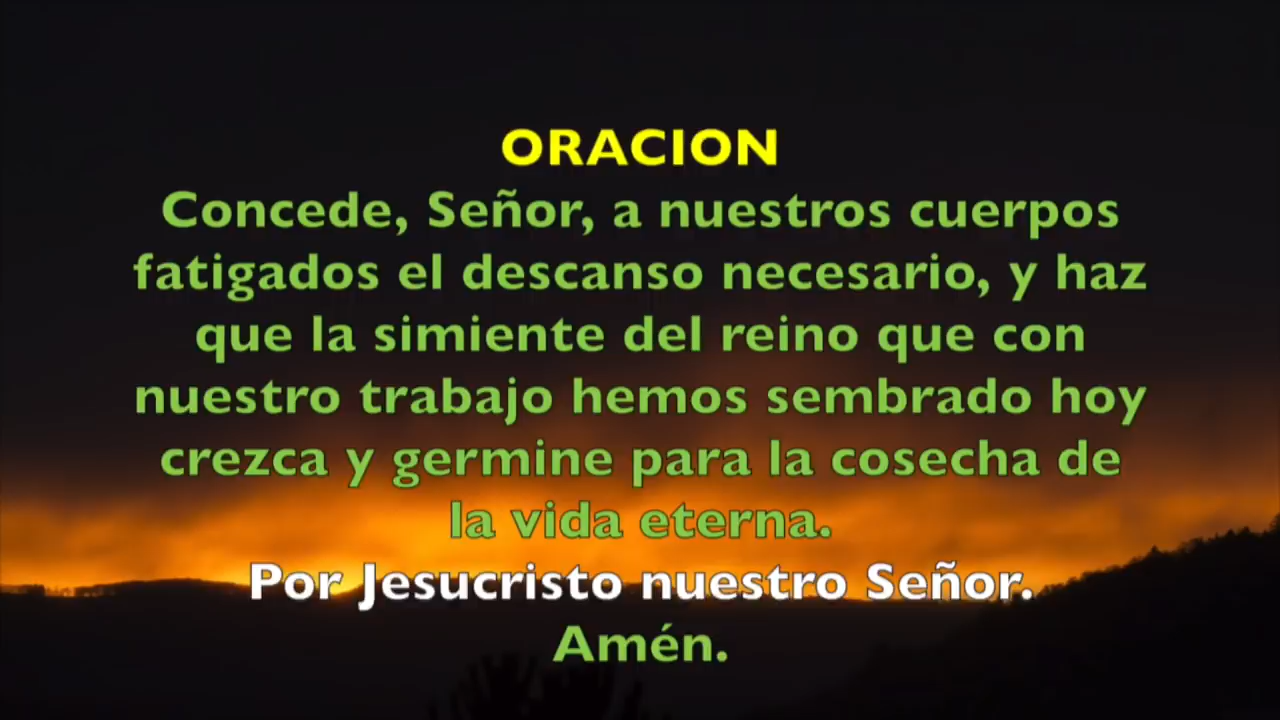 ORACION
Concede, Señor, a nuestros cuerpos
fatigados el descanso necesario, y haz
que la simiente del reino que con
nuestro trabajo hemos sembrado hoy
crezca y germine para la cosecha de
la vida eterna.
Por Jesucristo nuestro Señor.
Amén.